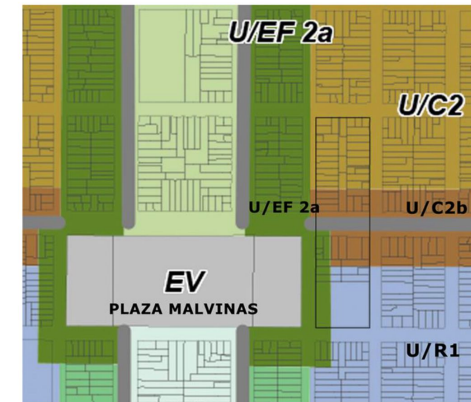 U/EF 2a
U/C2
U/EF 2a
U/C2b
EV
PLAZA MALVINAS
U/R1